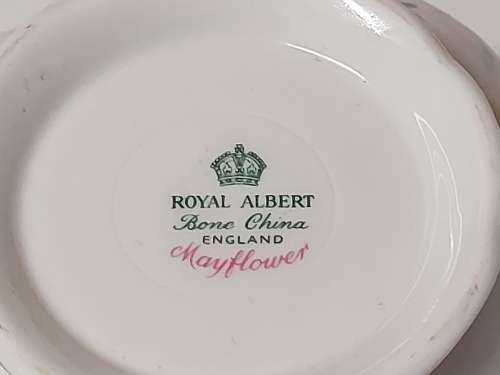 ROYAL ALBERT
Bone China
ENGLAND
Mayflower